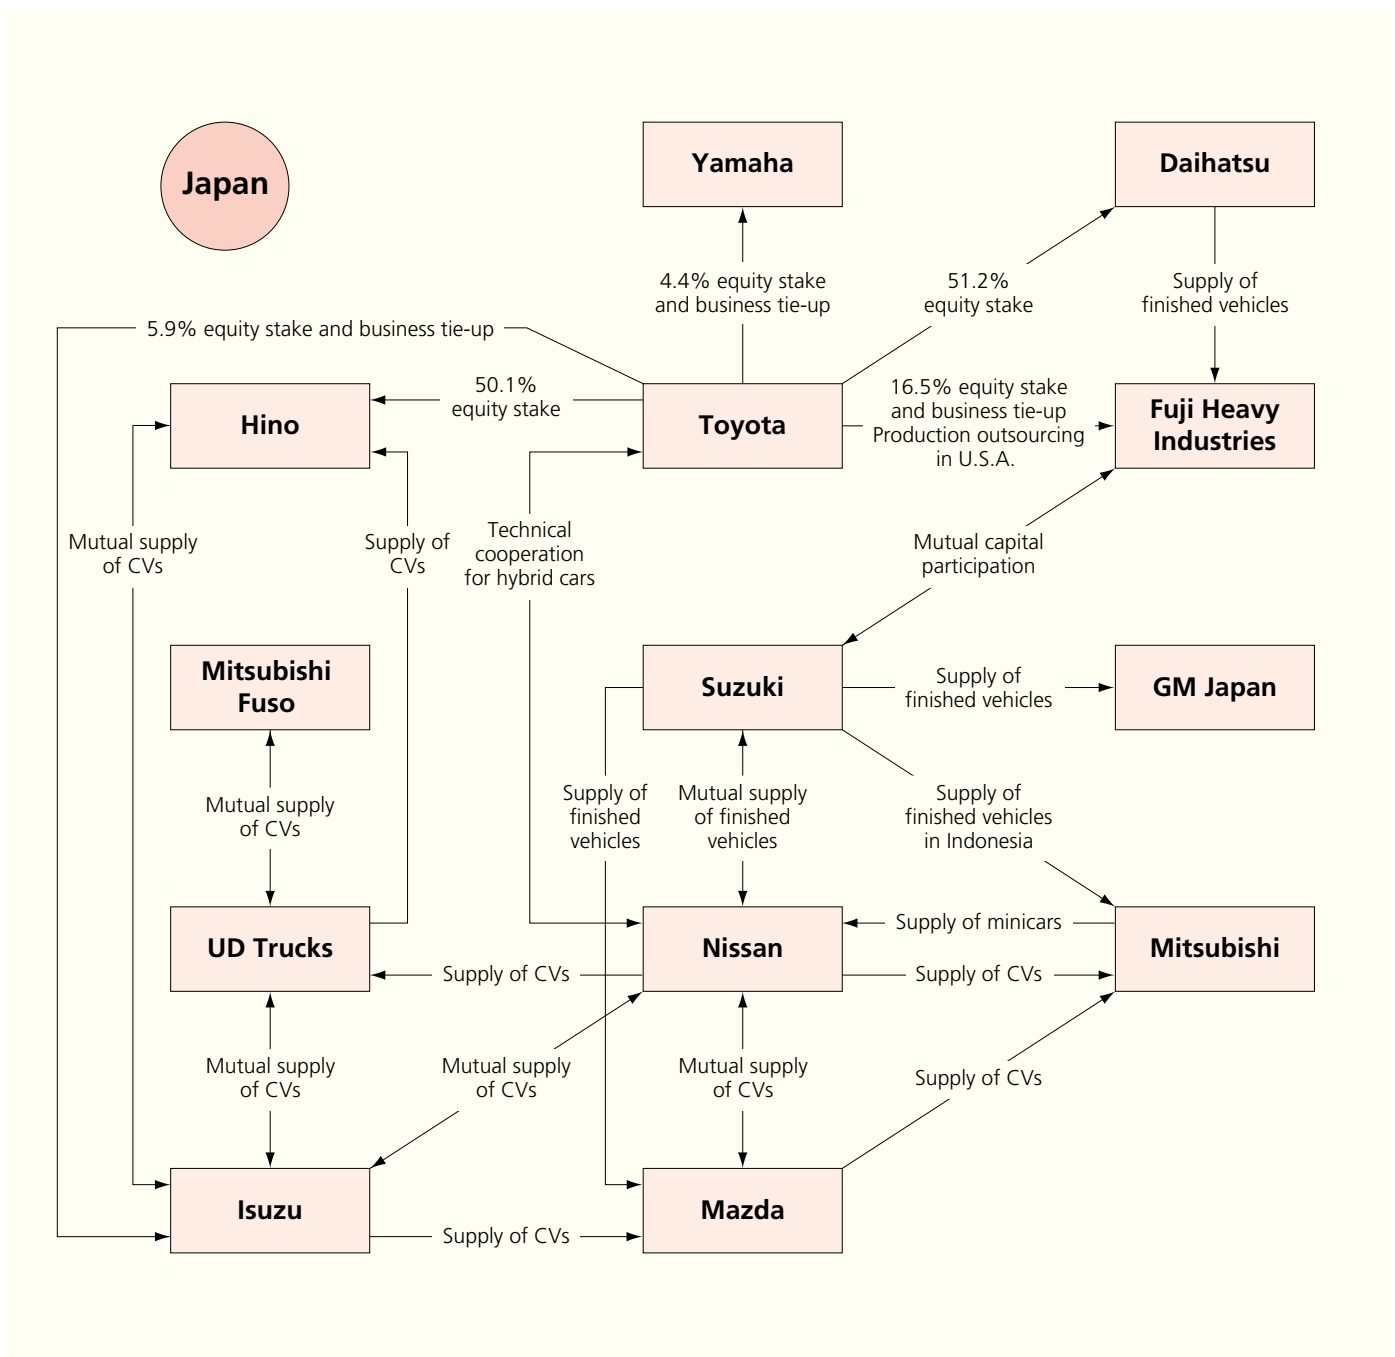 Japan
Yamaha
Daihatsu
4.4% equity stake
and business tie-up
51.2%
equity stake
Supply of
finished vehicles
5.9% equity stake and business tie-up
50.1%
equity stake
16.5% equity stake
and business tie-up
Production outsourcing
in U.S.A.
Hino
Toyota
Fuji Heavy
Industries
Mutual supply
of CVs
Supply of
CVs
Technical
cooperation
for hybrid cars
Mutual capital
participation
Mitsubishi
Fuso
Suzuki
Supply of
finished vehicles
GM Japan
Mutual supply
of CVs
Supply of
finished
vehicles
Mutual supply
of finished
vehicles
Supply of
finished vehicles
in Indonesia
UD Trucks
Nissan
Supply of minicars
Mitsubishi
Supply of CVs
Supply of CVs
Mutual supply
of CVs
Mutual supply
of CVs
Mutual supply
of CVs
Supply of CVs
Isuzu
Supply of CVs
Mazda